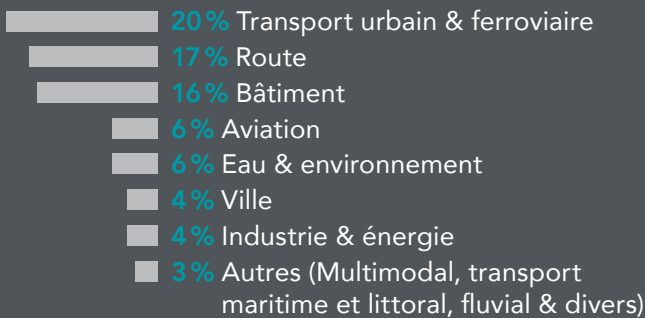 20 % Transport urbain & ferroviaire
17 % Route
16 % Bâtiment
6 % Aviation
6 % Eau & environnement
4 % Ville
4 % Industrie & énergie
3 % Autres (Multimodal, transport
maritime et littoral, fluvial & divers)